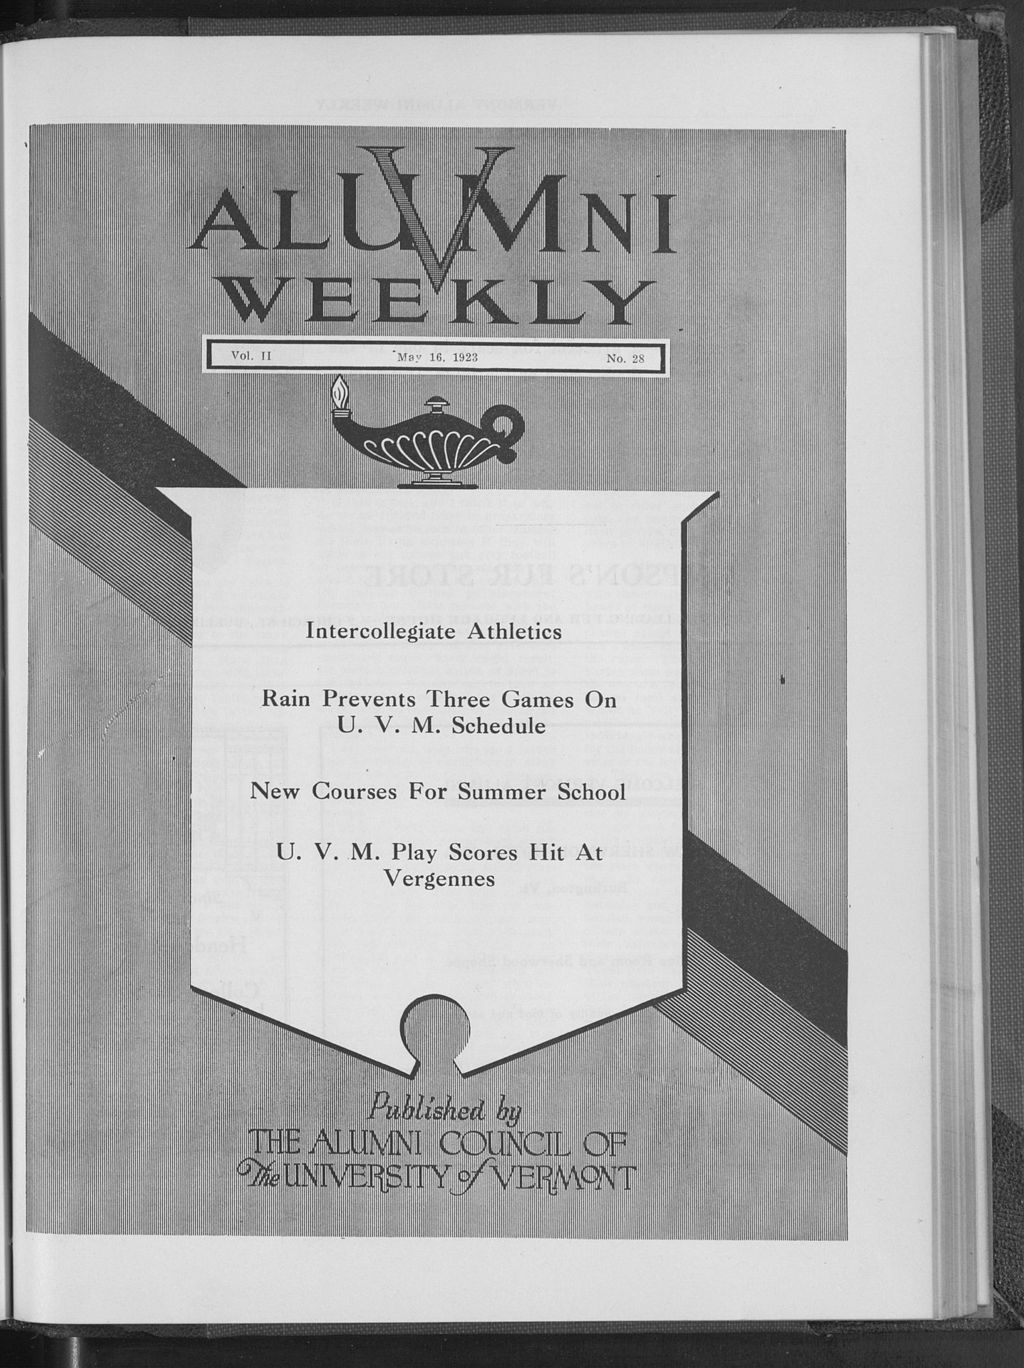 ALUMNI
V
WEEKLY
Vol. II May 16, 1923 No. 28
Intercollegiate Athletics
Rain Prevents Three Games On
U. V. M. Schedule
New Courses For Summer School
U. V. M. Play Scores Hit At
Vergennes
Published by
THE ALUMNI COUNCIL OF
The UNIVERSITY of VERMONT